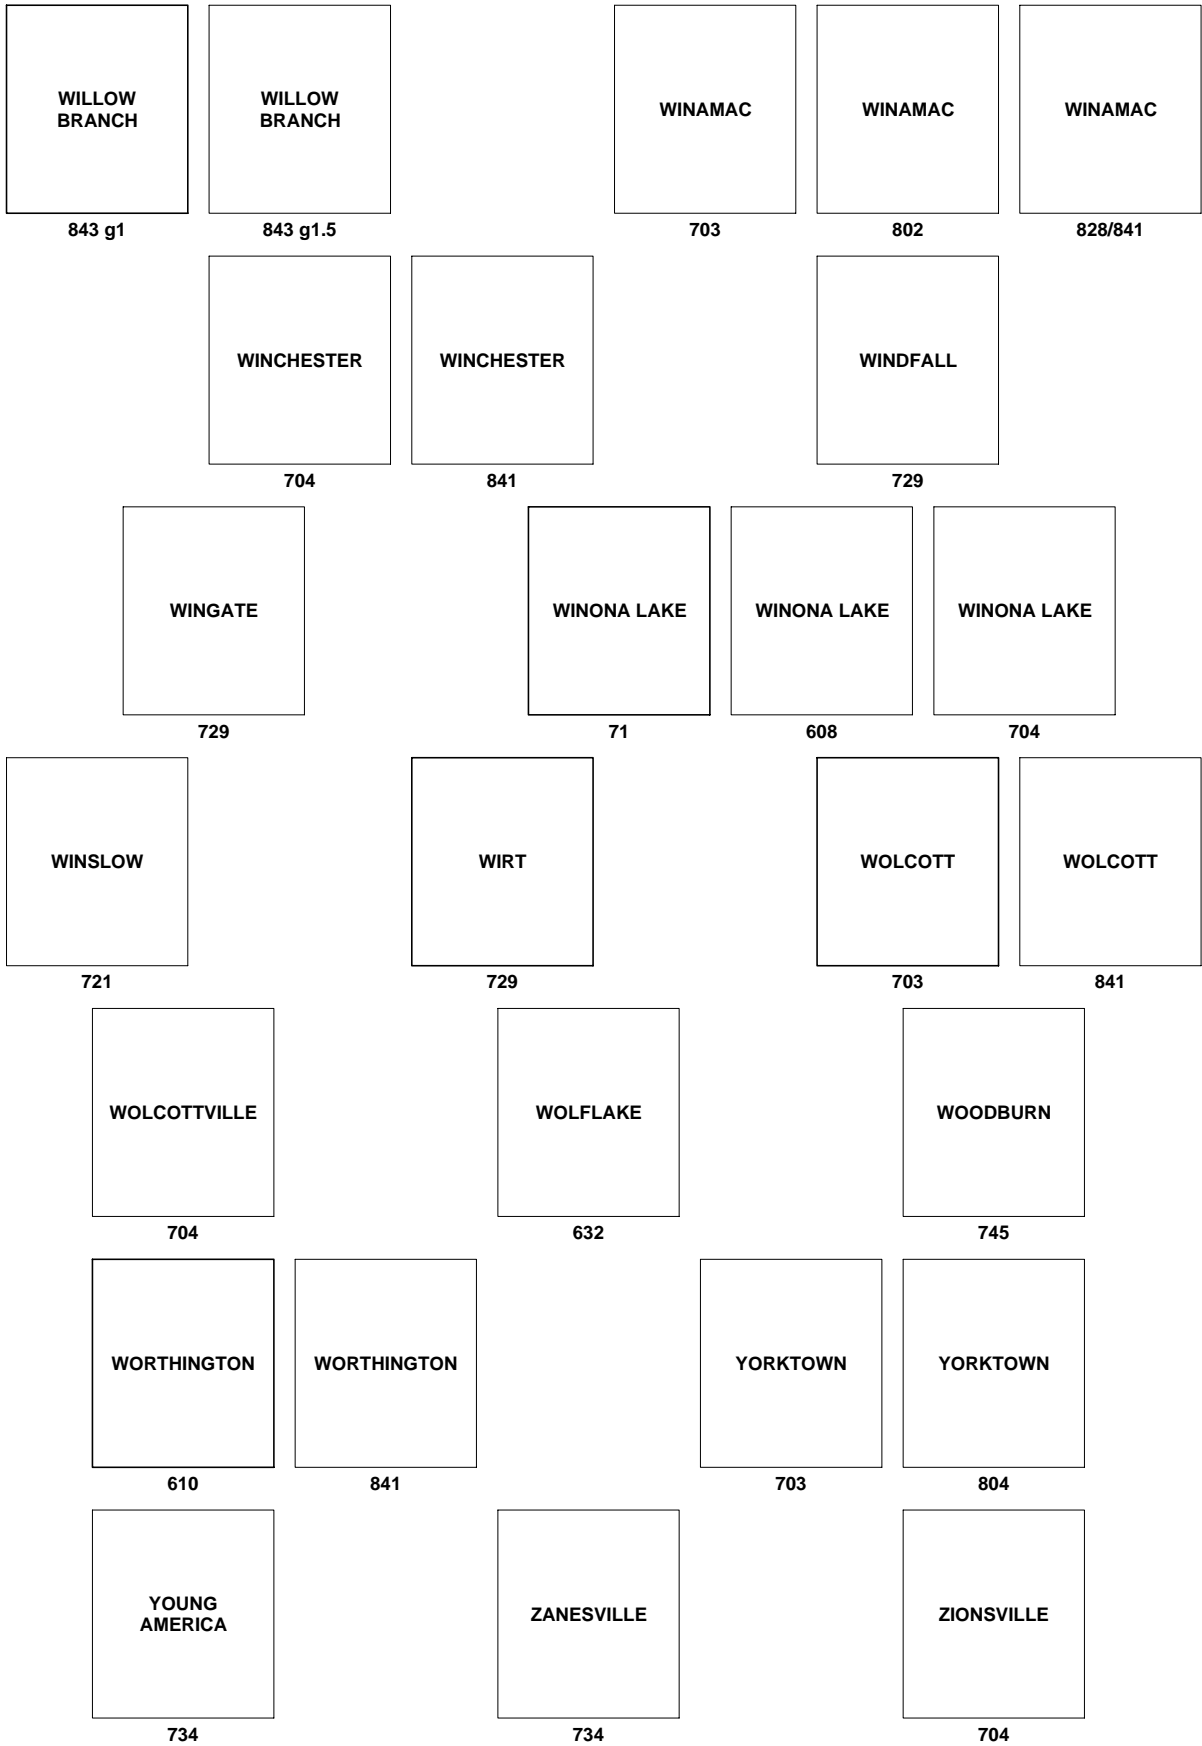 WILLOW
BRANCH
843 g1
WILLOW
BRANCH
843 g1.5
WINAMAC
703
WINAMAC
802
WINAMAC
828/841
WINCHESTER
704
WINCHESTER
841
WINDFALL
729
WINGATE
729
WINONA LAKE
71
WINONA LAKE
608
WINONA LAKE
704
WINSLOW
721
WIRT
729
WOLCOTT
703
WOLCOTT
841
WOLCOTTVILLE
704
WOLFLAKE
632
WOODBURN
745
WORTHINGTON
610
WORTHINGTON
841
YORKTOWN
703
YORKTOWN
804
YOUNG
AMERICA
734
ZANESVILLE
734
ZIONSVILLE
704